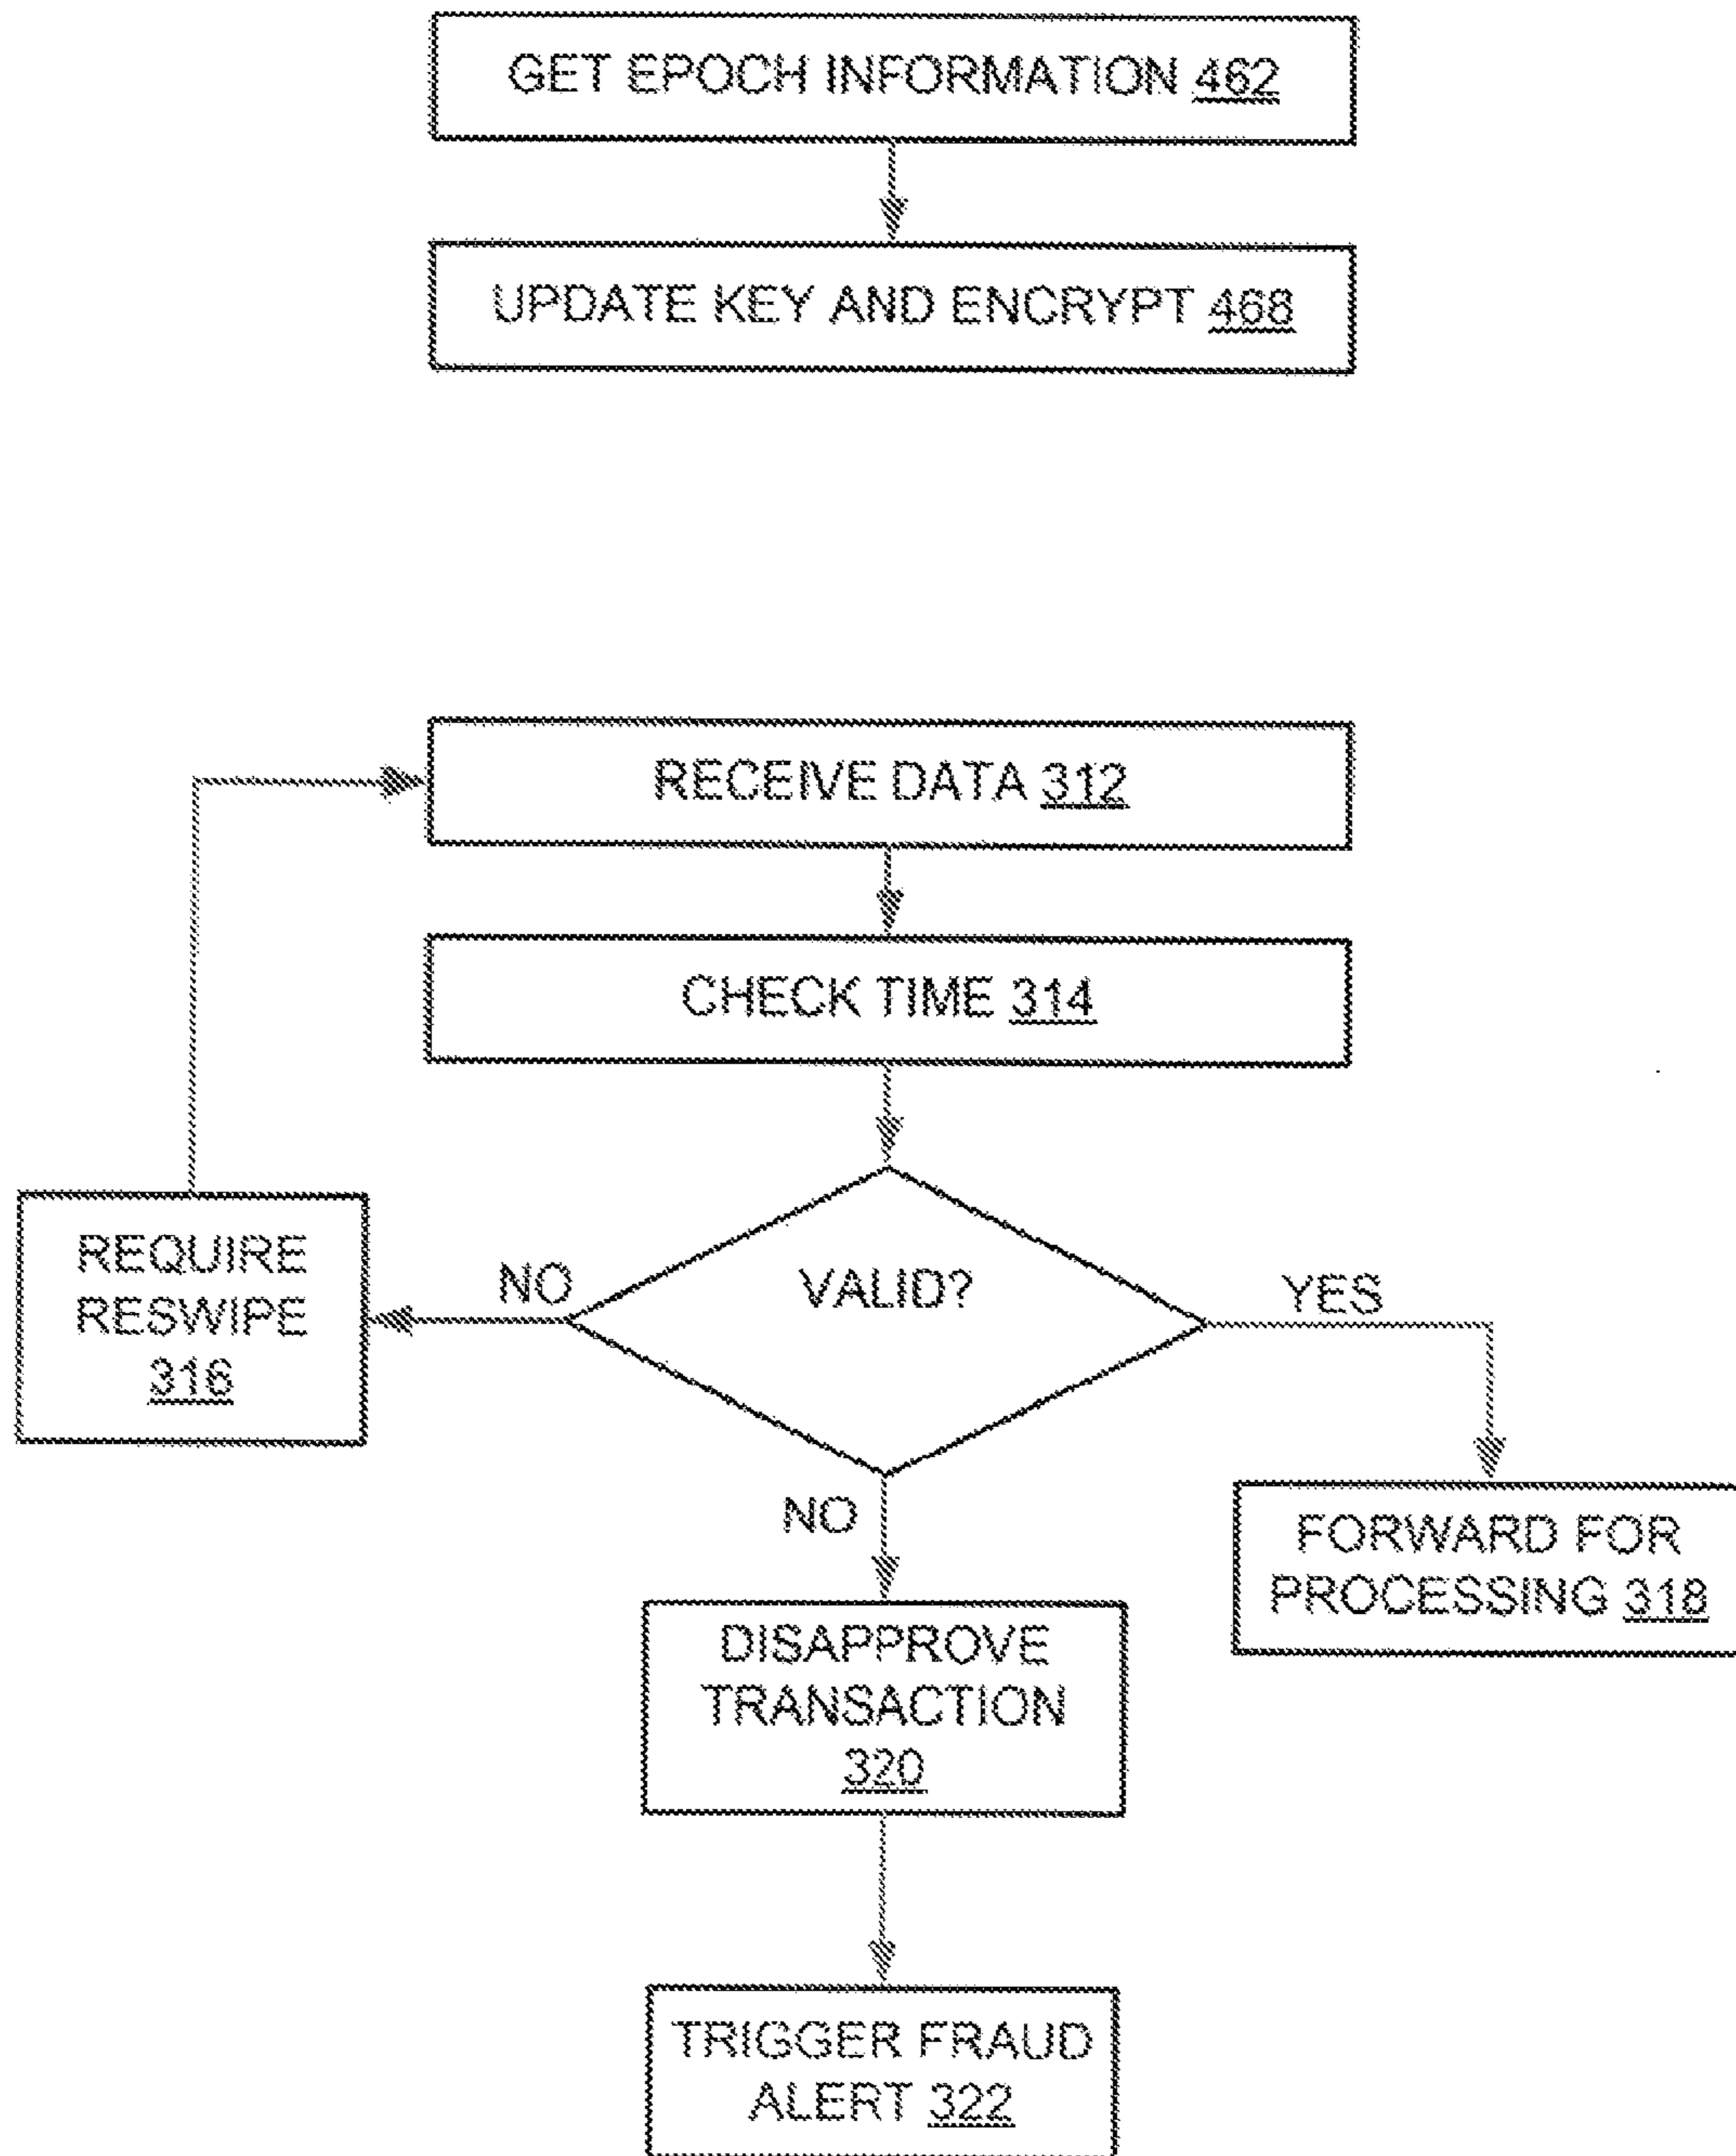 GET EPOCH INFORMATION 462
UPDATE KEY AND ENCRYPT 468
RECEIVE DATA 312
CHECK TIME 314
REQUIRE
RESWIPE
316
NO
VALID?
YES
NO
FORWARD FOR
PROCESSING 318
DISAPPROVE
TRANSACTION
320
TRIGGER FRAUD
ALERT 322